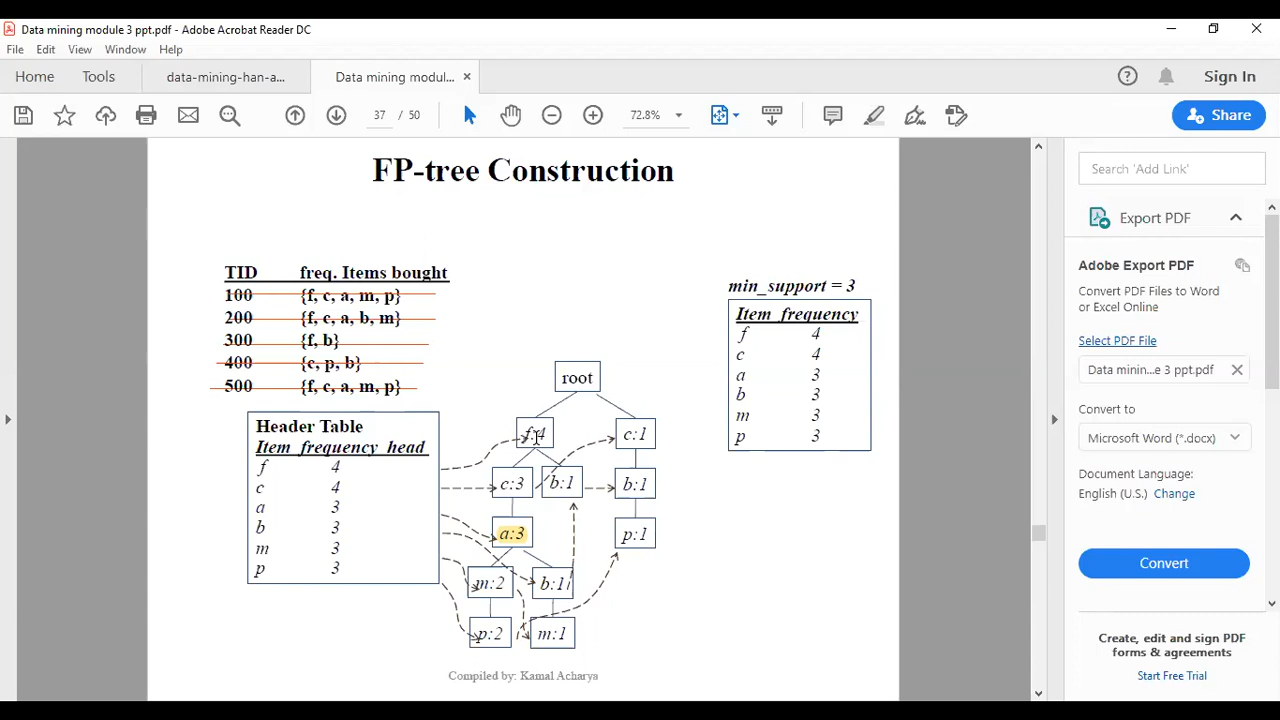 Data mining module 3 ppt.pdf - Adobe Acrobat Reader DC
File Edit View Window Help
Home Tools data-mining-han-a... Data mining modul... Sign In
37 / 50 72.8% Share
FP-tree Construction
TID freq. Items bought
100 {f, c, a, m, p}
200 {f, c, a, b, m}
300 {f, b}
400 {c, p, b}
500 {f, c, a, m, p}
min_support = 3
Item frequency
f 4
c 4
a 3
b 3
m 3
p 3
Header Table
Item frequency head
f 4
c 4
a 3
b 3
m 3
p 3
root
f:4 c:1
c:3 b:1 b:1
a:3 p:1
m:2 b:1
p:2 m:1
Compiled by: Kamal Acharya
Search 'Add Link'
Export PDF
Adobe Export PDF
Convert PDF Files to Word
or Excel Online
Select PDF File
Data minin...e 3 ppt.pdf
Convert to
Microsoft Word (*.docx)
Document Language:
English (U.S.) Change
Convert
Create, edit and sign PDF
forms & agreements
Start Free Trial